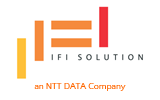 IFI SOLUTION
an NTT DATA Company